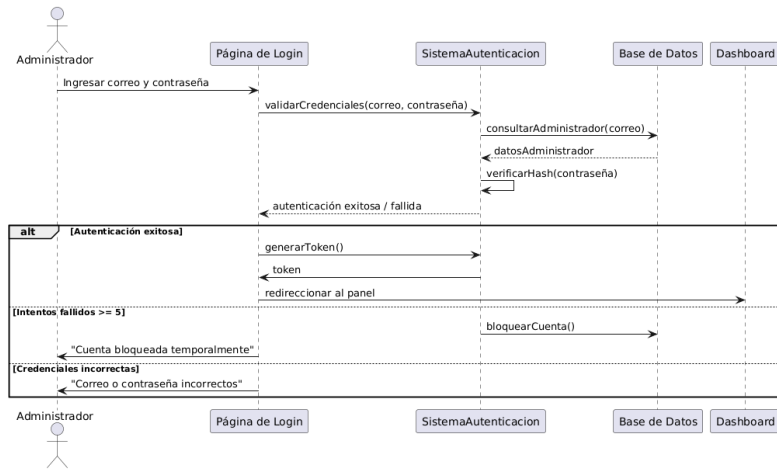 Administrador
Página de Login
SistemaAutenticacion
Base de Datos
Dashboard
Ingresar correo y contraseña
validarCredenciales(correo, contraseña)
consultarAdministrador(correo)
datosAdministrador
verificarHash(contraseña)
autenticación exitosa / fallida
alt
[Autenticación exitosa]
generarToken()
token
redireccionar al panel
[Intentos fallidos >= 5]
bloquearCuenta()
"Cuenta bloqueada temporalmente"
[Credenciales incorrectas]
"Correo o contraseña incorrectos"
Administrador
Página de Login
SistemaAutenticacion
Base de Datos
Dashboard